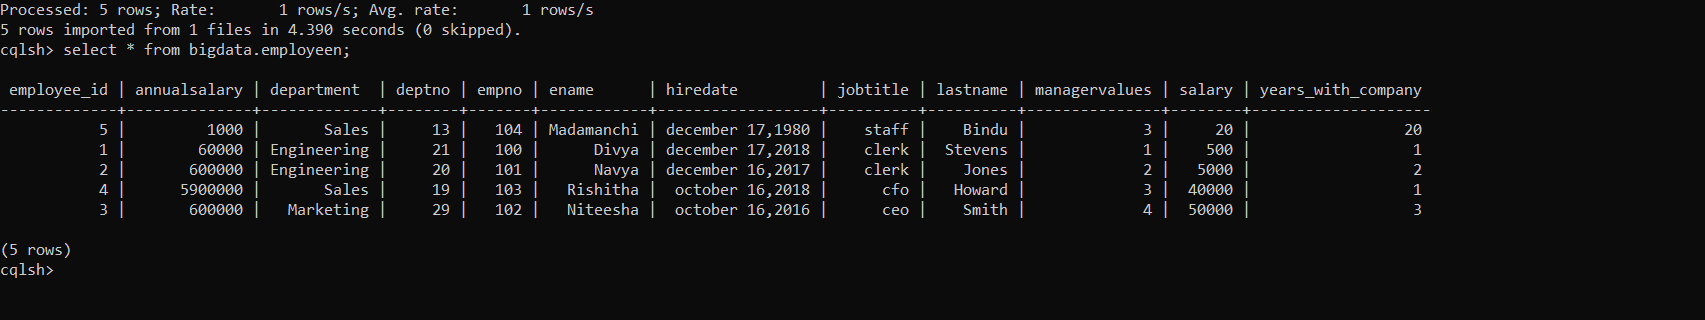 Processed: 5 rows; Rate:       1 rows/s; Avg. rate:       1 rows/s
5 rows imported from 1 files in 4.390 seconds (0 skipped).
cqlsh> select * from bigdata.employeen;

 employee_id | annualsalary | department  | deptno | empno | ename      | hiredate         | jobtitle | lastname | managervalues | salary | years_with_company
-------------+--------------+-------------+--------+-------+------------+------------------+----------+----------+---------------+--------+--------------------
           5 |         1000 |       Sales |     13 |   104 | Madamanchi | december 17,1980 |    staff |    Bindu |             3 |     20 |                 20
           1 |        60000 | Engineering |     21 |   100 |      Divya | december 17,2018 |    clerk |  Stevens |             1 |    500 |                  1
           2 |       600000 | Engineering |     20 |   101 |      Navya | december 16,2017 |    clerk |    Jones |             2 |   5000 |                  2
           4 |      5900000 |       Sales |     19 |   103 |   Rishitha |  october 16,2018 |      cfo |   Howard |             3 |  40000 |                  1
           3 |       600000 |   Marketing |     29 |   102 |   Niteesha |  october 16,2016 |      ceo |    Smith |             4 |  50000 |                  3

(5 rows)
cqlsh>